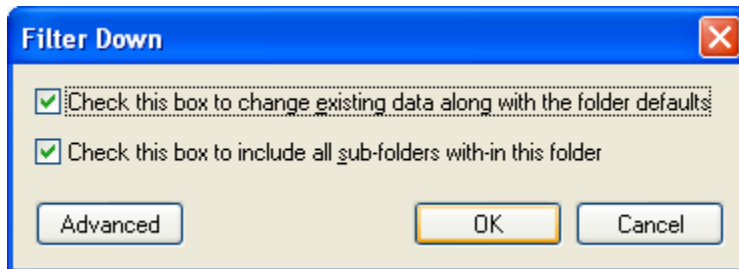 Filter Down
Check this box to change existing data along with the folder defaults
Check this box to include all sub-folders with-in this folder
Advanced OK Cancel